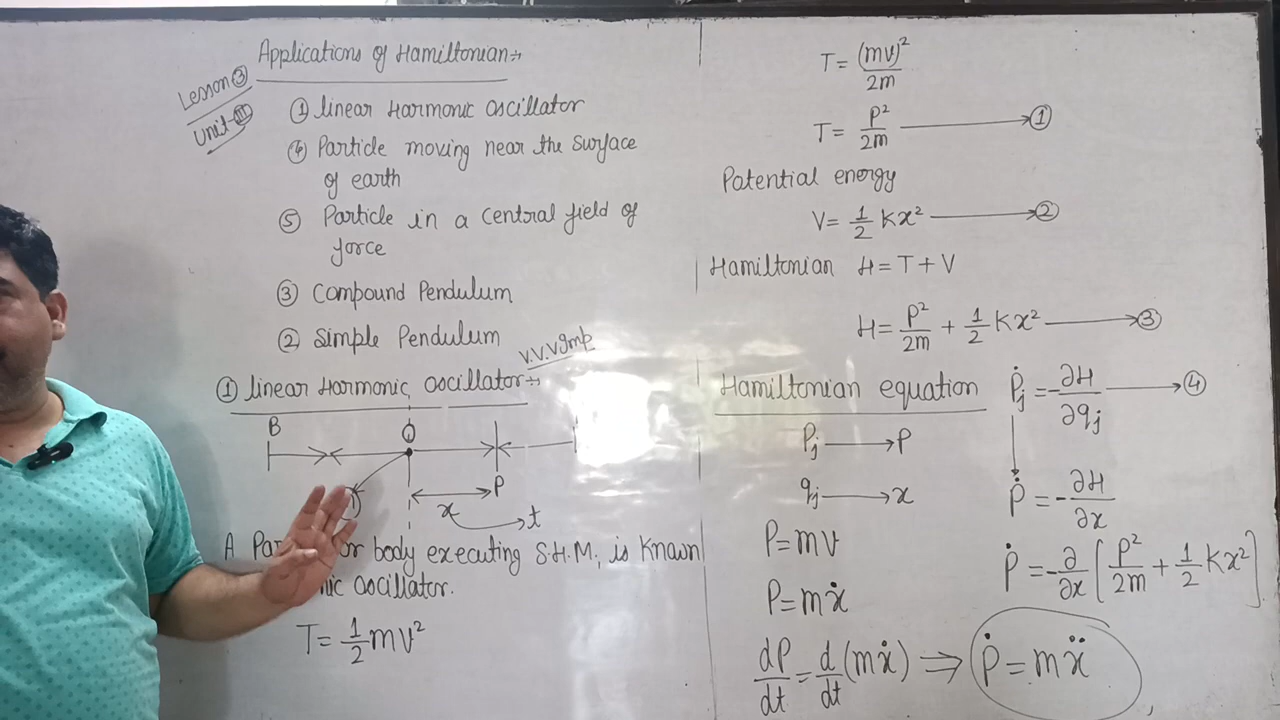 Applications of Hamiltonian :→
Lesson ③
Unit-III
① linear Harmonic oscillator
④ Particle moving near the surface
of earth
⑤ Particle in a central field of
force
③ Compound Pendulum
② Simple Pendulum
V.V.V Imp
① linear Harmonic oscillator :→
B O
P
x t
A Par or body executing S.H.M, is known
nic oscillator.
T = 1/2 mv²
T = (mv)²/2m
T = P²/2m → ①
Potential energy
V = 1/2 Kx² → ②
Hamiltonian H = T + V
H = P²/2m + 1/2 Kx² → ③
Hamiltonian equation Ṗj = -∂H/∂qj → ④
Pj → P
qj → x
Ṗ = -∂H/∂x
P = mv
P = mẋ
Ṗ = -∂/∂x [P²/2m + 1/2 Kx²]
dP/dt = d/dt (mẋ) ⇒ Ṗ = mẍ